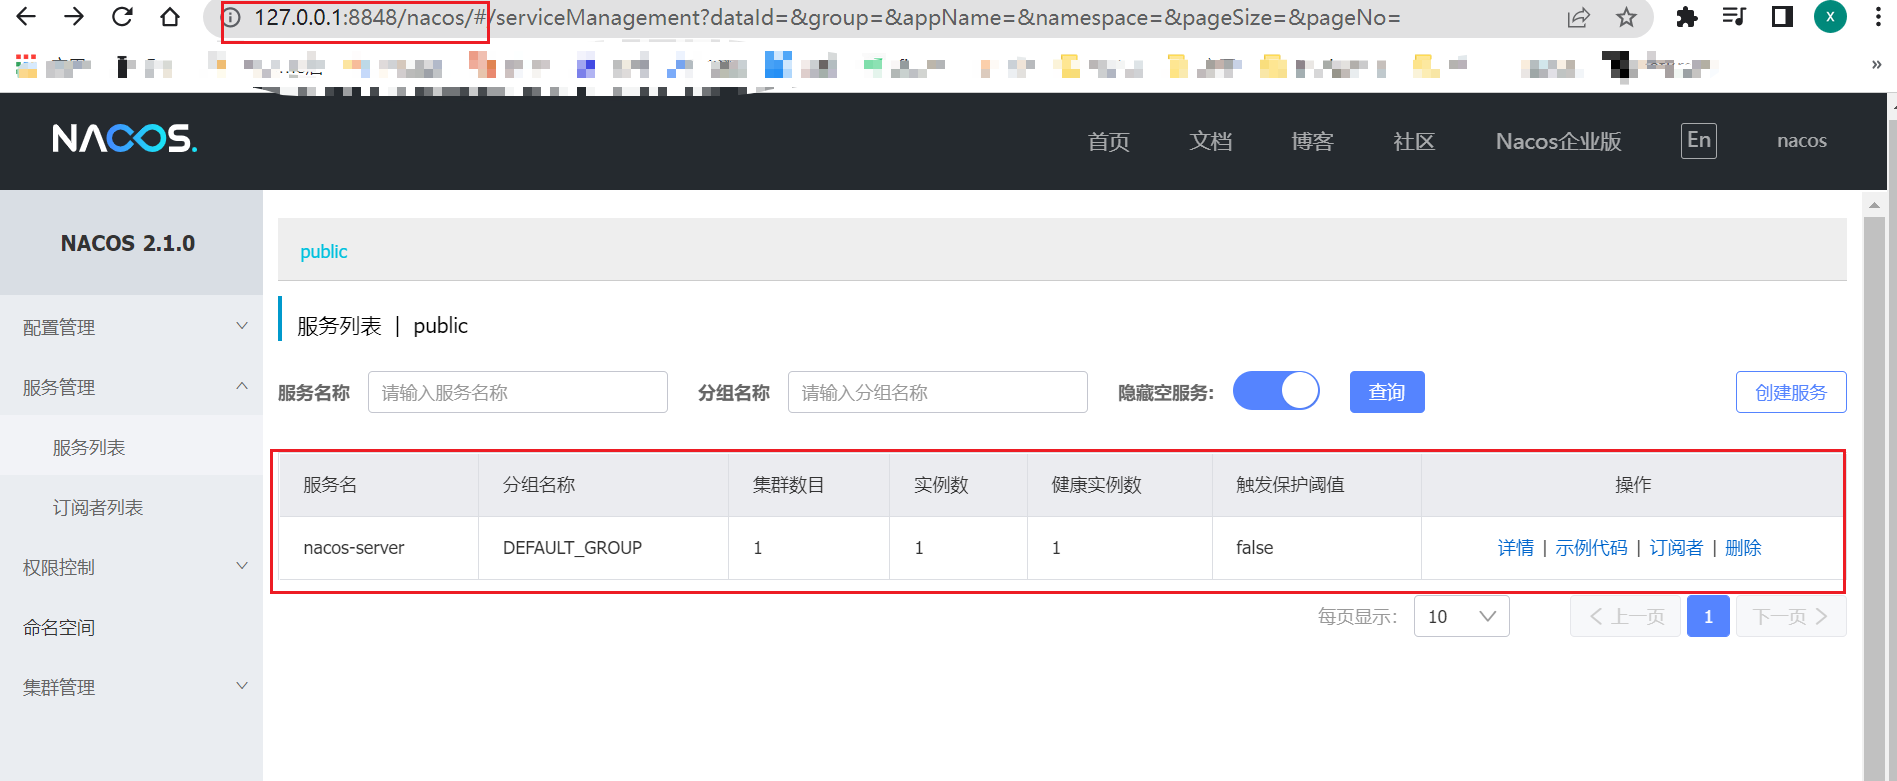 127.0.0.1:8848/nacos/#/serviceManagement?dataId=&group=&appName=&namespace=&pageSize=&pageNo=
X
»
NACOS.
首页 文档 博客 社区 Nacos企业版 En nacos
NACOS 2.1.0
配置管理
服务管理
服务列表
订阅者列表
权限控制
命名空间
集群管理
public
服务列表 | public
服务名称 请输入服务名称 分组名称 请输入分组名称 隐藏空服务: 查询 创建服务
服务名 分组名称 集群数目 实例数 健康实例数 触发保护阈值 操作
nacos-server DEFAULT_GROUP 1 1 1 false 详情 | 示例代码 | 订阅者 | 删除
每页显示: 10 上一页 1 下一页